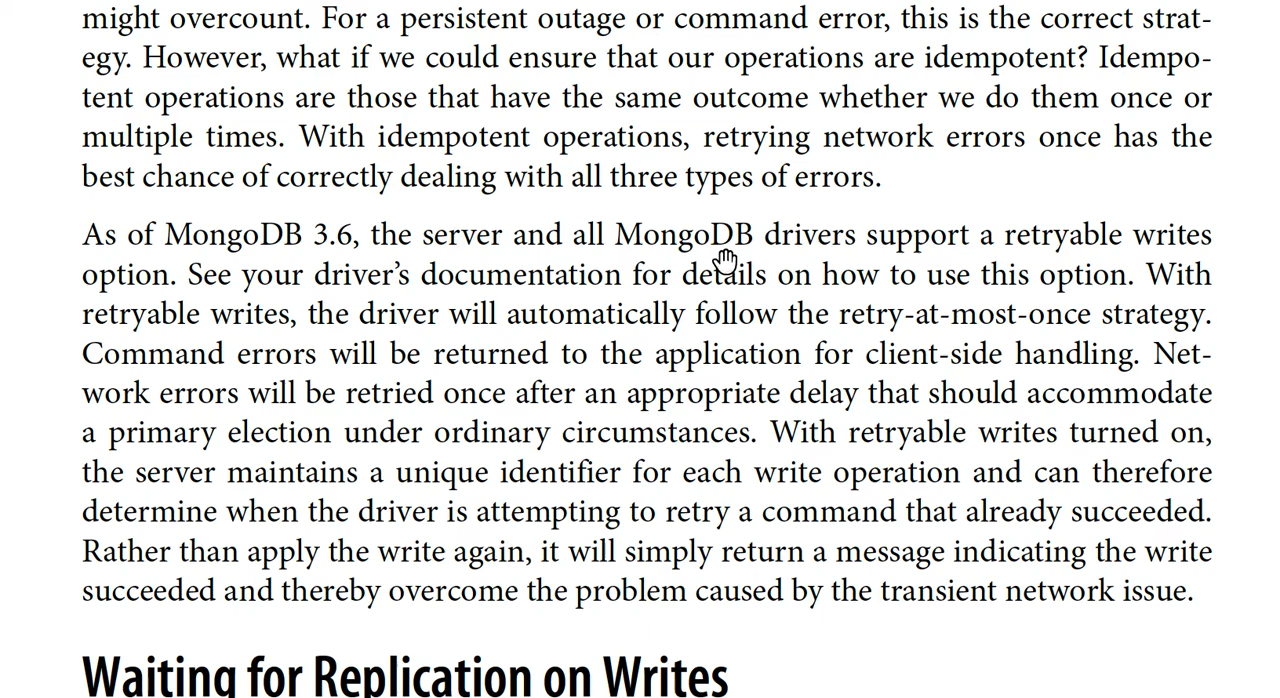 might overcount. For a persistent outage or command error, this is the correct strat-
egy. However, what if we could ensure that our operations are idempotent? Idempo-
tent operations are those that have the same outcome whether we do them once or
multiple times. With idempotent operations, retrying network errors once has the
best chance of correctly dealing with all three types of errors.
As of MongoDB 3.6, the server and all MongoDB drivers support a retryable writes
option. See your driver’s documentation for details on how to use this option. With
retryable writes, the driver will automatically follow the retry-at-most-once strategy.
Command errors will be returned to the application for client-side handling. Net-
work errors will be retried once after an appropriate delay that should accommodate
a primary election under ordinary circumstances. With retryable writes turned on,
the server maintains a unique identifier for each write operation and can therefore
determine when the driver is attempting to retry a command that already succeeded.
Rather than apply the write again, it will simply return a message indicating the write
succeeded and thereby overcome the problem caused by the transient network issue.
Waiting for Replication on Writes